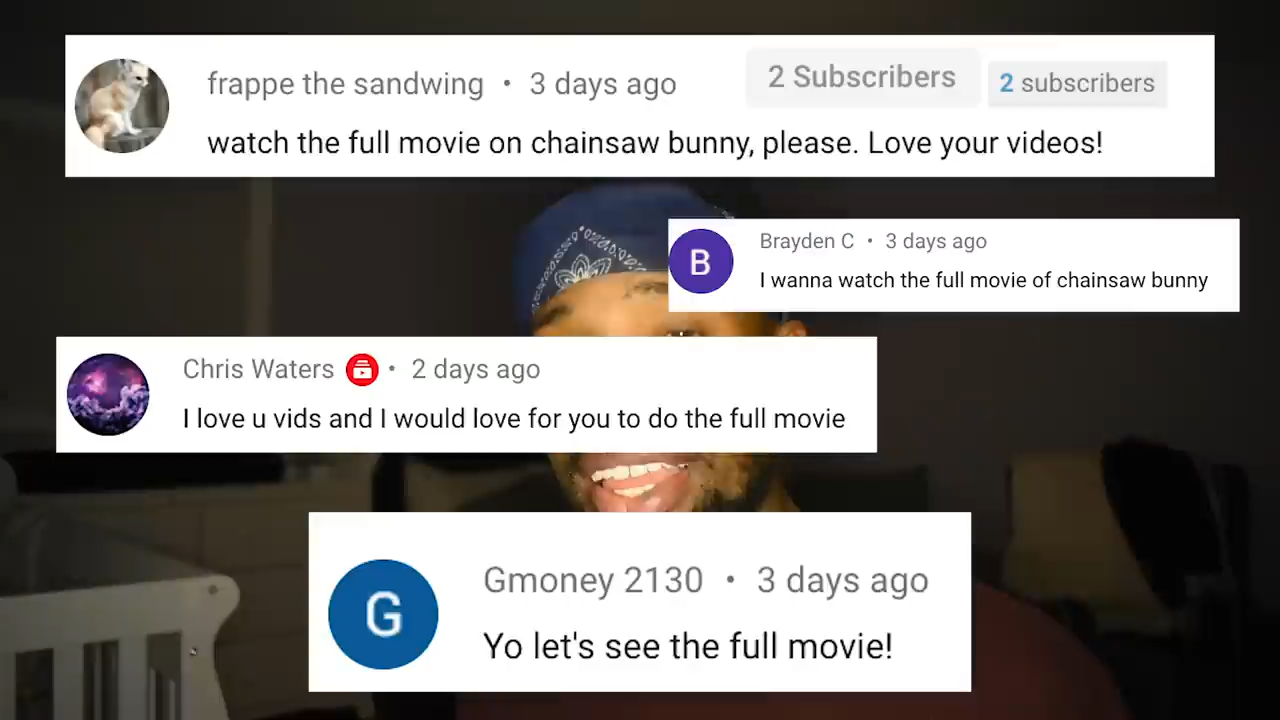 frappe the sandwing • 3 days ago 2 Subscribers 2 subscribers
watch the full movie on chainsaw bunny, please. Love your videos!
B Brayden C • 3 days ago
I wanna watch the full movie of chainsaw bunny
Chris Waters • 2 days ago
I love u vids and I would love for you to do the full movie
G Gmoney 2130 • 3 days ago
Yo let's see the full movie!